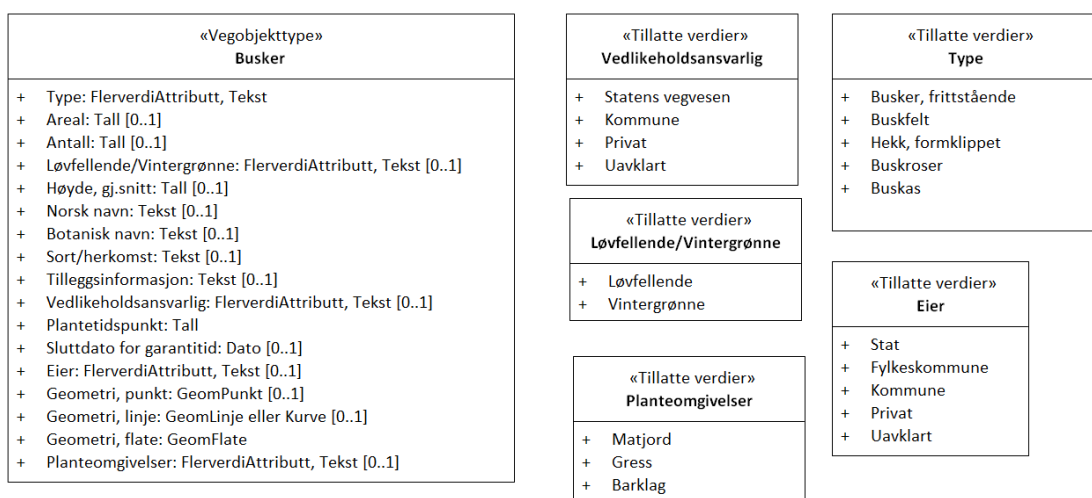 «Vegobjekttype»
Busker
+ Type: FlerverdiAttributt, Tekst
+ Areal: Tall [0..1]
+ Antall: Tall [0..1]
+ Løvfellende/Vintergrønne: FlerverdiAttributt, Tekst [0..1]
+ Høyde, gj.snitt: Tall [0..1]
+ Norsk navn: Tekst [0..1]
+ Botanisk navn: Tekst [0..1]
+ Sort/herkomst: Tekst [0..1]
+ Tilleggsinformasjon: Tekst [0..1]
+ Vedlikeholdsansvarlig: FlerverdiAttributt, Tekst [0..1]
+ Plantetidspunkt: Tall
+ Sluttdato for garantitid: Dato [0..1]
+ Eier: FlerverdiAttributt, Tekst [0..1]
+ Geometri, punkt: GeomPunkt [0..1]
+ Geometri, linje: GeomLinje eller Kurve [0..1]
+ Geometri, flate: GeomFlate
+ Planteomgivelser: FlerverdiAttributt, Tekst [0..1]
«Tillatte verdier»
Vedlikeholdsansvarlig
+ Statens vegvesen
+ Kommune
+ Privat
+ Uavklart
«Tillatte verdier»
Løvfellende/Vintergrønne
+ Løvfellende
+ Vintergrønne
«Tillatte verdier»
Planteomgivelser
+ Matjord
+ Gress
+ Barklag
«Tillatte verdier»
Type
+ Busker, frittstående
+ Buskfelt
+ Hekk, formklippet
+ Buskroser
+ Buskas
«Tillatte verdier»
Eier
+ Stat
+ Fylkeskommune
+ Kommune
+ Privat
+ Uavklart